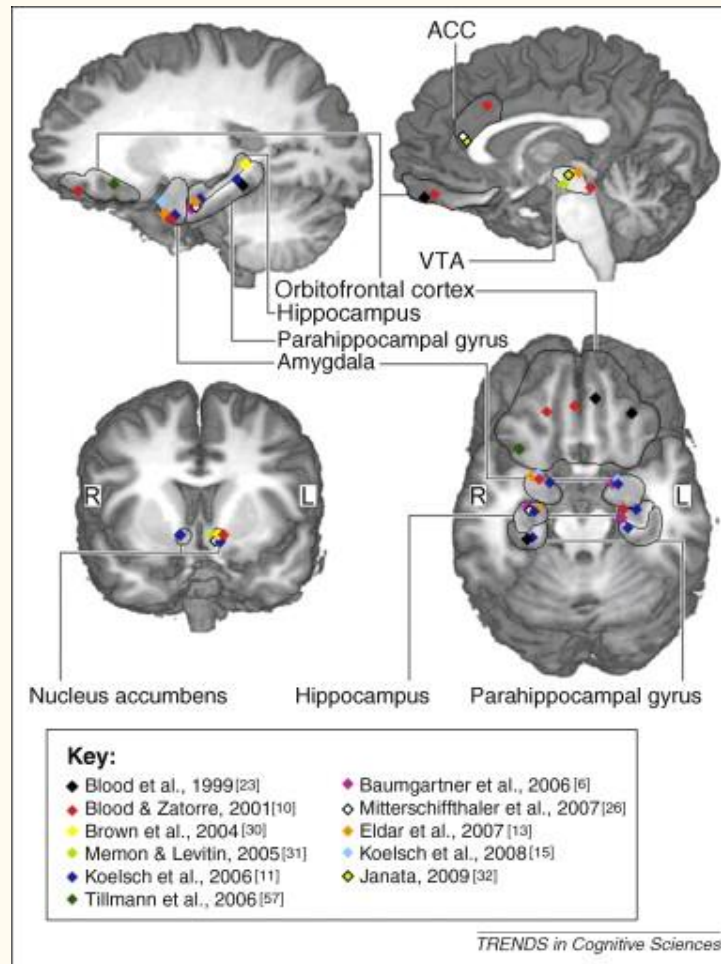 ACC
VTA
Orbitofrontal cortex
Hippocampus
Parahippocampal gyrus
Amygdala
R
L
R
L
Nucleus accumbens
Hippocampus
Parahippocampal gyrus
Key:
Blood et al., 1999 [23]
Blood & Zatorre, 2001 [10]
Brown et al., 2004 [30]
Memon & Levitin, 2005 [31]
Koelsch et al., 2006 [11]
Tillmann et al., 2006 [57]
Baumgartner et al., 2006 [6]
Mitterschiffthaler et al., 2007 [26]
Eldar et al., 2007 [13]
Koelsch et al., 2008 [15]
Janata, 2009 [32]
TRENDS in Cognitive Sciences